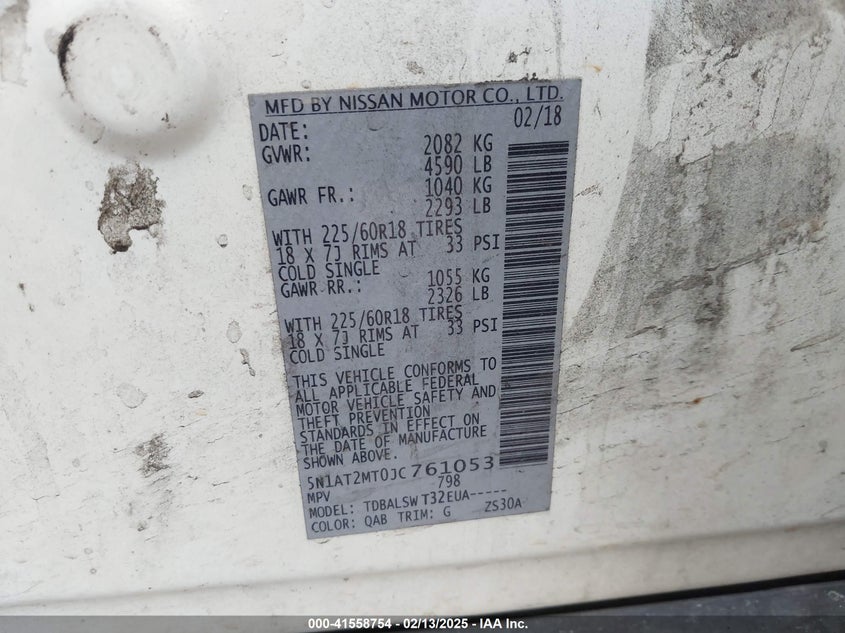 MFD BY NISSAN MOTOR CO., LTD.
DATE: 02/18
GVWR: 2082 KG
4590 LB
GAWR FR.: 1040 KG
2293 LB
WITH 225/60R18 TIRES
18 X 7J RIMS AT 33 PSI
COLD SINGLE
GAWR RR.: 1055 KG
2326 LB
WITH 225/60R18 TIRES
18 X 7J RIMS AT 33 PSI
COLD SINGLE
THIS VEHICLE CONFORMS TO
ALL APPLICABLE FEDERAL
MOTOR VEHICLE SAFETY AND
THEFT PREVENTION
STANDARDS IN EFFECT ON
THE DATE OF MANUFACTURE
SHOWN ABOVE.
5N1AT2MT0JC761053
MPV 798
MODEL: TDBALSWT32EUA-----
COLOR: QAB TRIM: G ZS30A
000-41558754 - 02/13/2025 - IAA Inc.